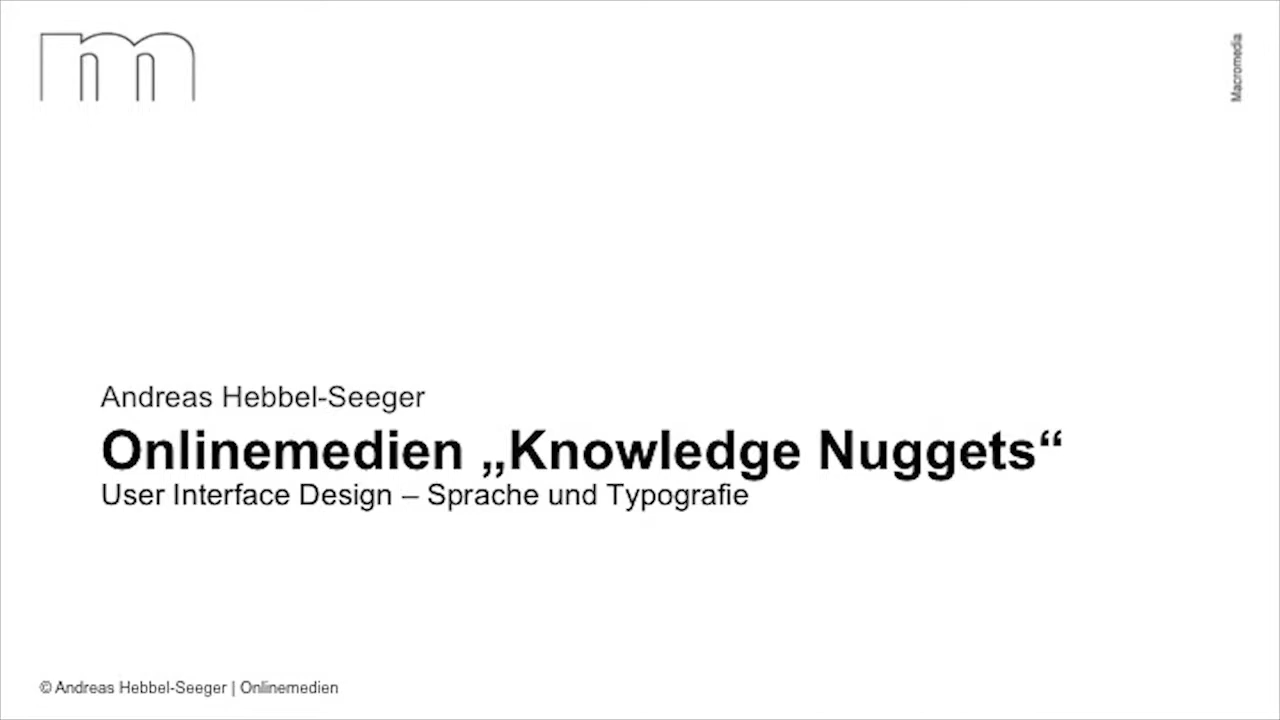 m
Macromedia
Andreas Hebbel-Seeger
Onlinemedien „Knowledge Nuggets“
User Interface Design – Sprache und Typografie
© Andreas Hebbel-Seeger | Onlinemedien